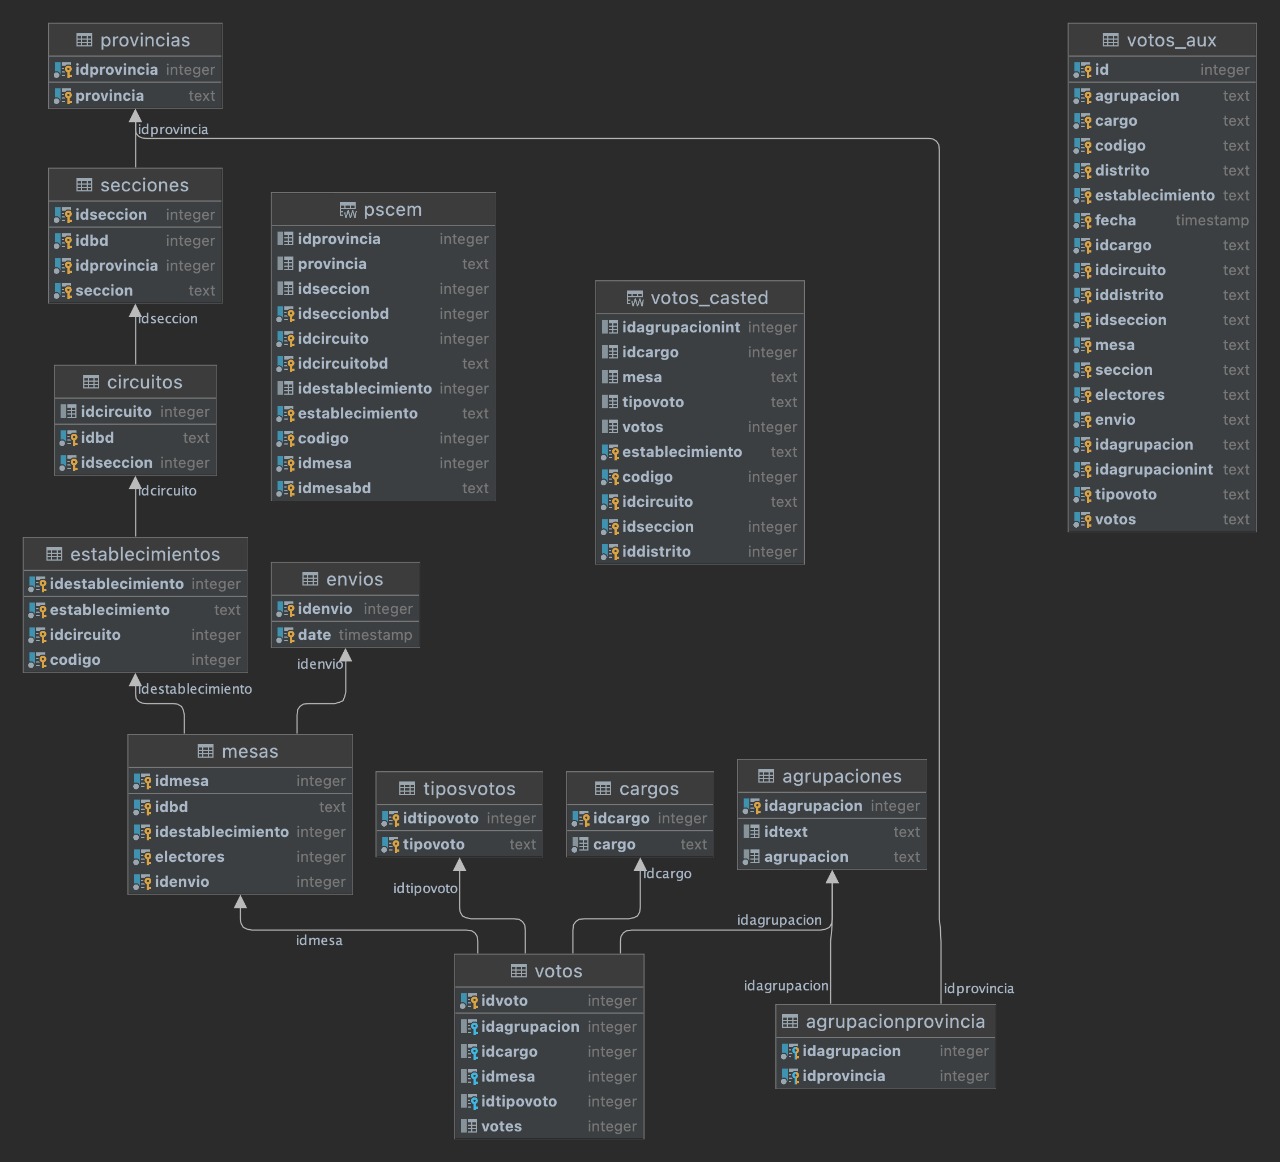 provincias
idprovincia integer
provincia text
idprovincia
secciones
idseccion integer
idbd integer
idprovincia integer
seccion text
idseccion
circuitos
idcircuito integer
idbd text
idseccion integer
idcircuito
establecimientos
idestablecimiento integer
establecimiento text
idcircuito integer
codigo integer
idestablecimiento
pscem
idprovincia integer
provincia text
idseccion integer
idseccionbd integer
idcircuito integer
idcircuitobd text
idestablecimiento integer
establecimiento text
codigo integer
idmesa integer
idmesabd text
envios
idenvio integer
date timestamp
idenvio
votos_casted
idagrupacionint integer
idcargo integer
mesa text
tipovoto text
votos integer
establecimiento text
codigo integer
idcircuito text
idseccion integer
iddistrito integer
votos_aux
id integer
agrupacion text
cargo text
codigo text
distrito text
establecimiento text
fecha timestamp
idcargo text
idcircuito text
iddistrito text
idseccion text
mesa text
seccion text
electores text
envio text
idagrupacion text
idagrupacionint text
tipovoto text
votos text
mesas
idmesa integer
idbd text
idestablecimiento integer
electores integer
idenvio integer
idmesa
tiposvotos
idtipovoto integer
tipovoto text
idtipovoto
cargos
idcargo integer
cargo text
idcargo
agrupaciones
idagrupacion integer
idtext text
agrupacion text
idagrupacion
idagrupacion
idprovincia
votos
idvoto integer
idagrupacion integer
idcargo integer
idmesa integer
idtipovoto integer
votes integer
agrupacionprovincia
idagrupacion integer
idprovincia integer